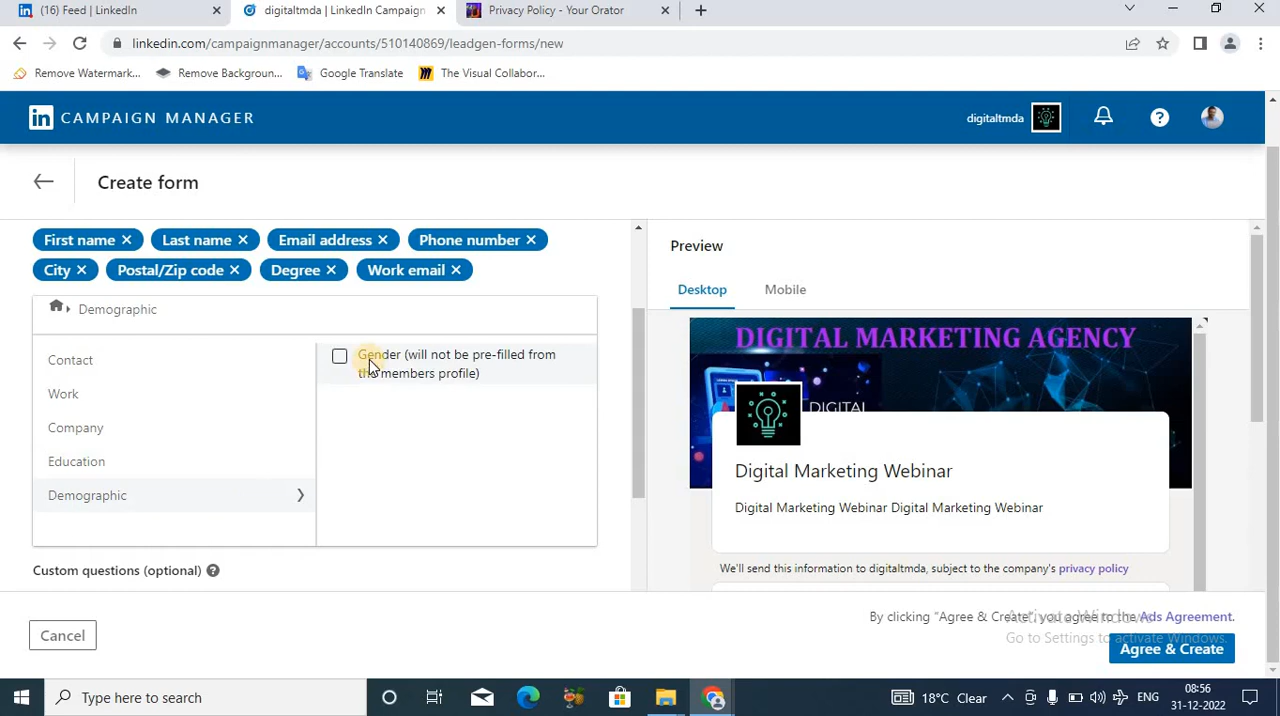 (16) Feed | LinkedIn
digitaltmda | LinkedIn Campaign
Privacy Policy - Your Orator
linkedin.com/campaignmanager/accounts/510140869/leadgen-forms/new
Remove Watermark...
Remove Backgroun...
Google Translate
The Visual Collabor...
in CAMPAIGN MANAGER
digitaltmda
Create form
First name
Last name
Email address
Phone number
City
Postal/Zip code
Degree
Work email
Demographic
Contact
Work
Company
Education
Demographic
Gender (will not be pre-filled from
the members profile)
Custom questions (optional)
Preview
Desktop
Mobile
DIGITAL MARKETING AGENCY
DIGITAL
Digital Marketing Webinar
Digital Marketing Webinar Digital Marketing Webinar
We'll send this information to digitaltmda, subject to the company's privacy policy
Cancel
By clicking "Agree & Create", you agree to the Ads Agreement.
Activate Windows
Go to Settings to activate Windows.
Agree & Create
Type here to search
18°C Clear
ENG
08:56
31-12-2022